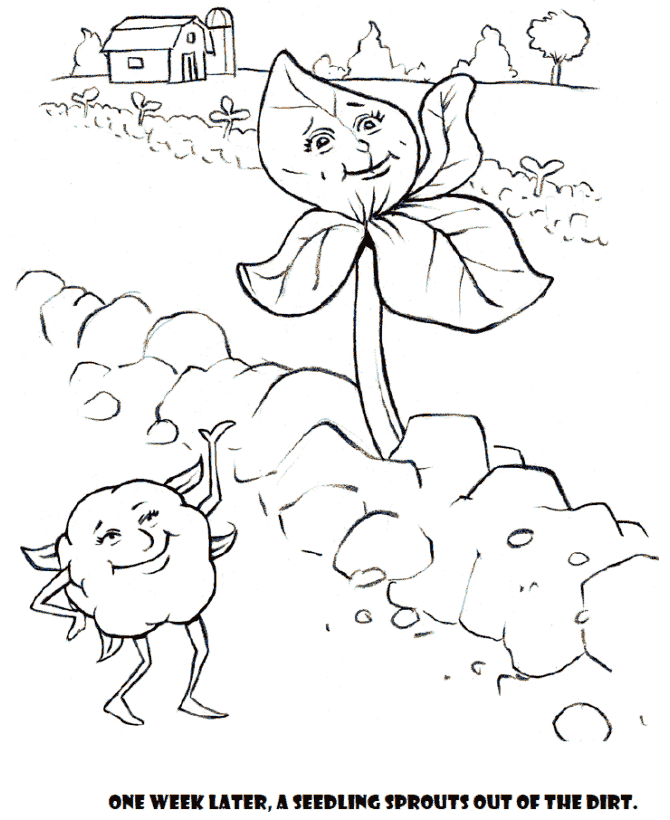 ONE WEEK LATER, A SEEDLING SPROUTS OUT OF THE DIRT.